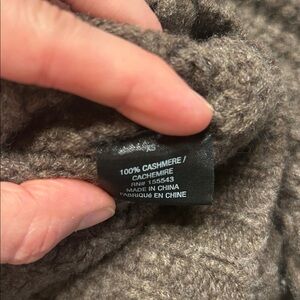 100% CASHMERE /
CACHEMIRE
RN# 155543
MADE IN CHINA
FABRIQUÉ EN CHINE